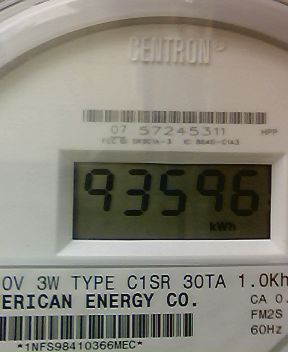 CENTRON®
07 57245311 HPP
93596
kWh
0V 3W TYPE C1SR 30TA 1.0Kh
ERICAN ENERGY CO. CA 0.
FM2S
60Hz
*1NFS98410366MEC*